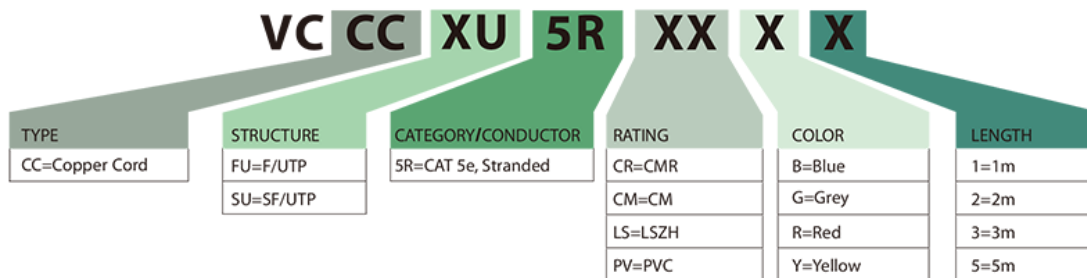 VC CC XU 5R XX X X
TYPE
CC=Copper Cord
STRUCTURE
FU=F/UTP
SU=SF/UTP
CATEGORY/CONDUCTOR
5R=CAT 5e, Stranded
RATING
CR=CMR
CM=CM
LS=LSZH
PV=PVC
COLOR
B=Blue
G=Grey
R=Red
Y=Yellow
LENGTH
1=1m
2=2m
3=3m
5=5m